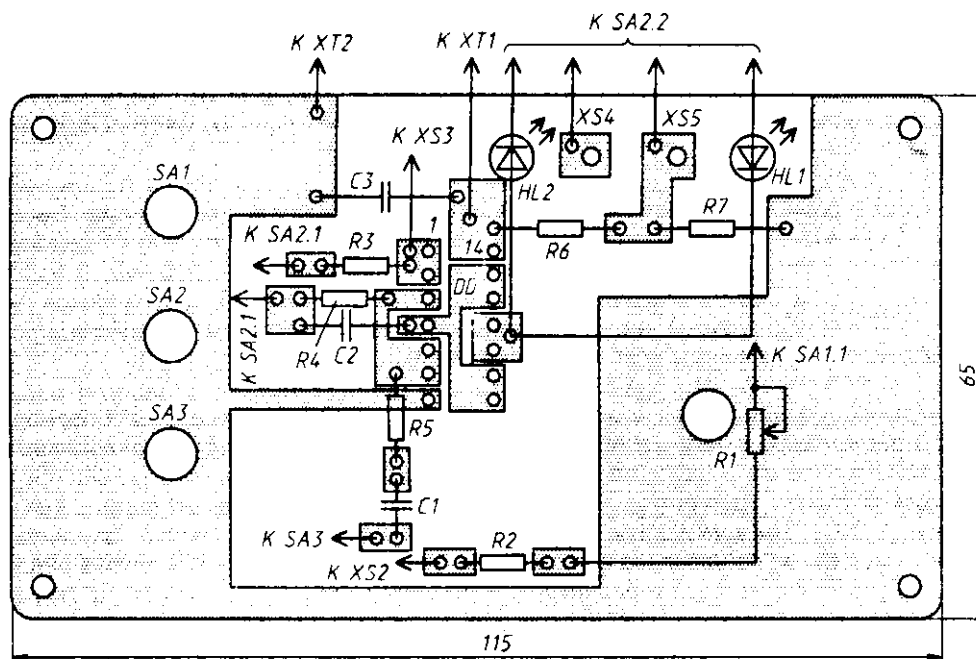 К XT2
К XT1
К SA2.2
К XS3
XS4
XS5
SA1
C3
HL2
HL1
1
R7
К SA2.1
R3
14
R6
SA2
DD
К SA2.1
R4
C2
К SA1.1
65
SA3
R5
R1
C1
К SA3
R2
К XS2
115